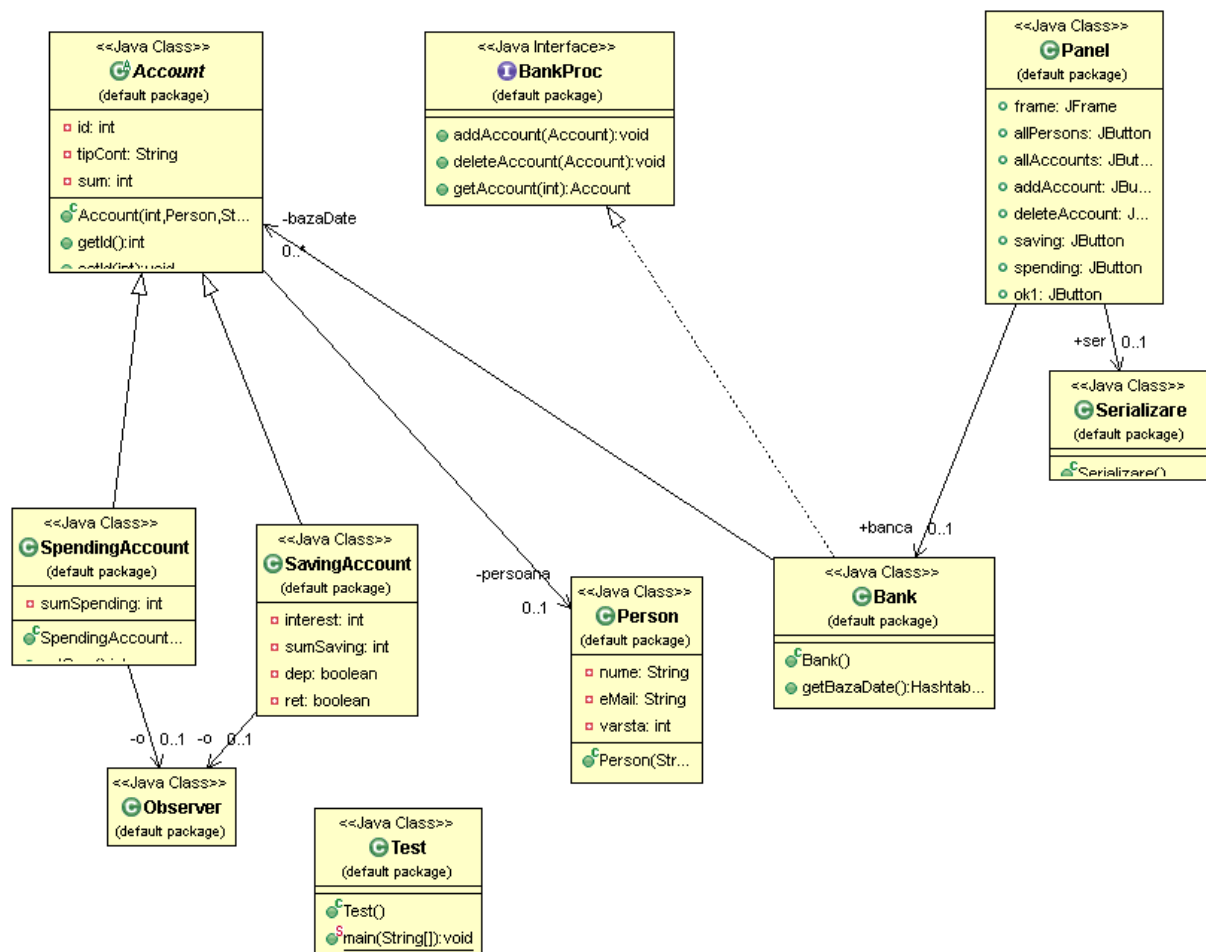 <<Java Class>>
Account
(default package)
id: int
tipCont: String
sum: int
Account(int,Person,St...
getId():int
<<Java Interface>>
BankProc
(default package)
addAccount(Account):void
deleteAccount(Account):void
getAccount(int):Account
<<Java Class>>
Panel
(default package)
frame: JFrame
allPersons: JButton
allAccounts: JBut...
addAccount: JBu...
deleteAccount: J...
saving: JButton
spending: JButton
ok1: JButton
-bazaDate
0..*
+ser 0..1
<<Java Class>>
Serializare
(default package)
Serializare()
<<Java Class>>
SpendingAccount
(default package)
sumSpending: int
SpendingAccount...
<<Java Class>>
SavingAccount
(default package)
interest: int
sumSaving: int
dep: boolean
ret: boolean
-persoana
0..1
<<Java Class>>
Person
(default package)
nume: String
eMail: String
varsta: int
Person(Str...
+banca 0..1
<<Java Class>>
Bank
(default package)
Bank()
getBazaDate():Hashtab...
-o 0..1
-o 0..1
<<Java Class>>
Observer
(default package)
<<Java Class>>
Test
(default package)
Test()
main(String[]):void